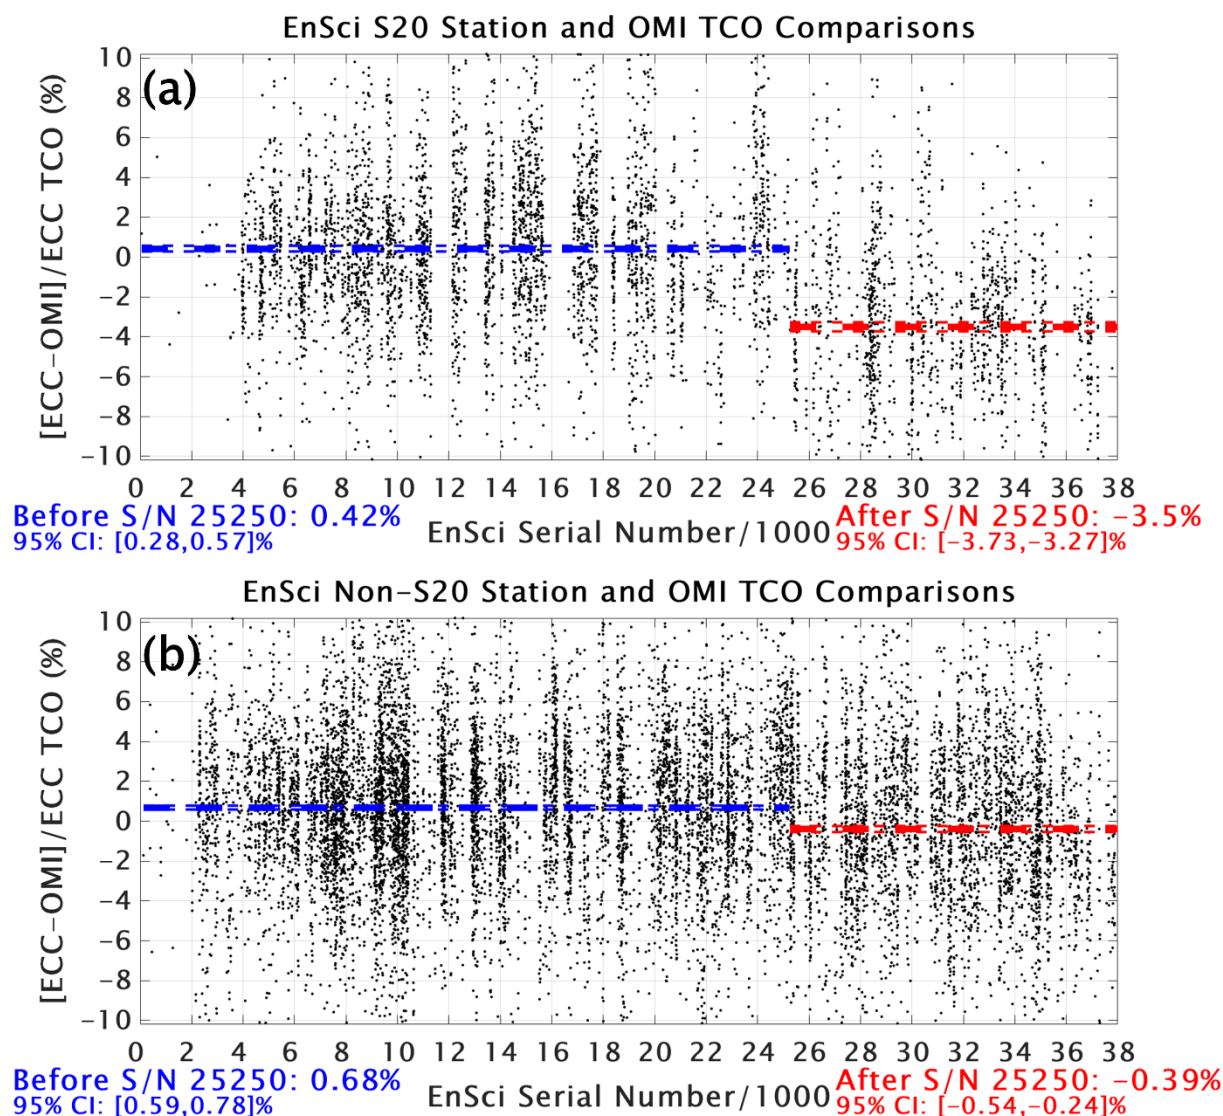 EnSci S20 Station and OMI TCO Comparisons
(a)
[ECC-OMI]/ECC TCO (%)
10
8
6
4
2
0
-2
-4
-6
-8
-10
0 2 4 6 8 10 12 14 16 18 20 22 24 26 28 30 32 34 36 38
Before S/N 25250: 0.42%
95% CI: [0.28,0.57]%
EnSci Serial Number/1000
After S/N 25250: -3.5%
95% CI: [-3.73,-3.27]%
EnSci Non-S20 Station and OMI TCO Comparisons
(b)
[ECC-OMI]/ECC TCO (%)
10
8
6
4
2
0
-2
-4
-6
-8
-10
0 2 4 6 8 10 12 14 16 18 20 22 24 26 28 30 32 34 36 38
Before S/N 25250: 0.68%
95% CI: [0.59,0.78]%
EnSci Serial Number/1000
After S/N 25250: -0.39%
95% CI: [-0.54,-0.24]%